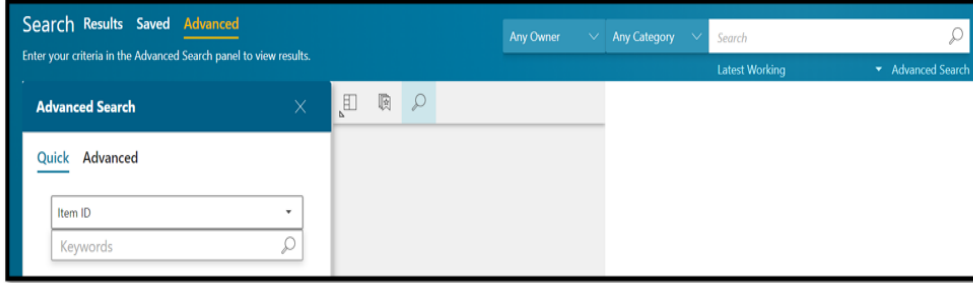 Search Results Saved Advanced
Enter your criteria in the Advanced Search panel to view results.
Any Owner Any Category Search
Latest Working Advanced Search
Advanced Search
Quick Advanced
Item ID
Keywords